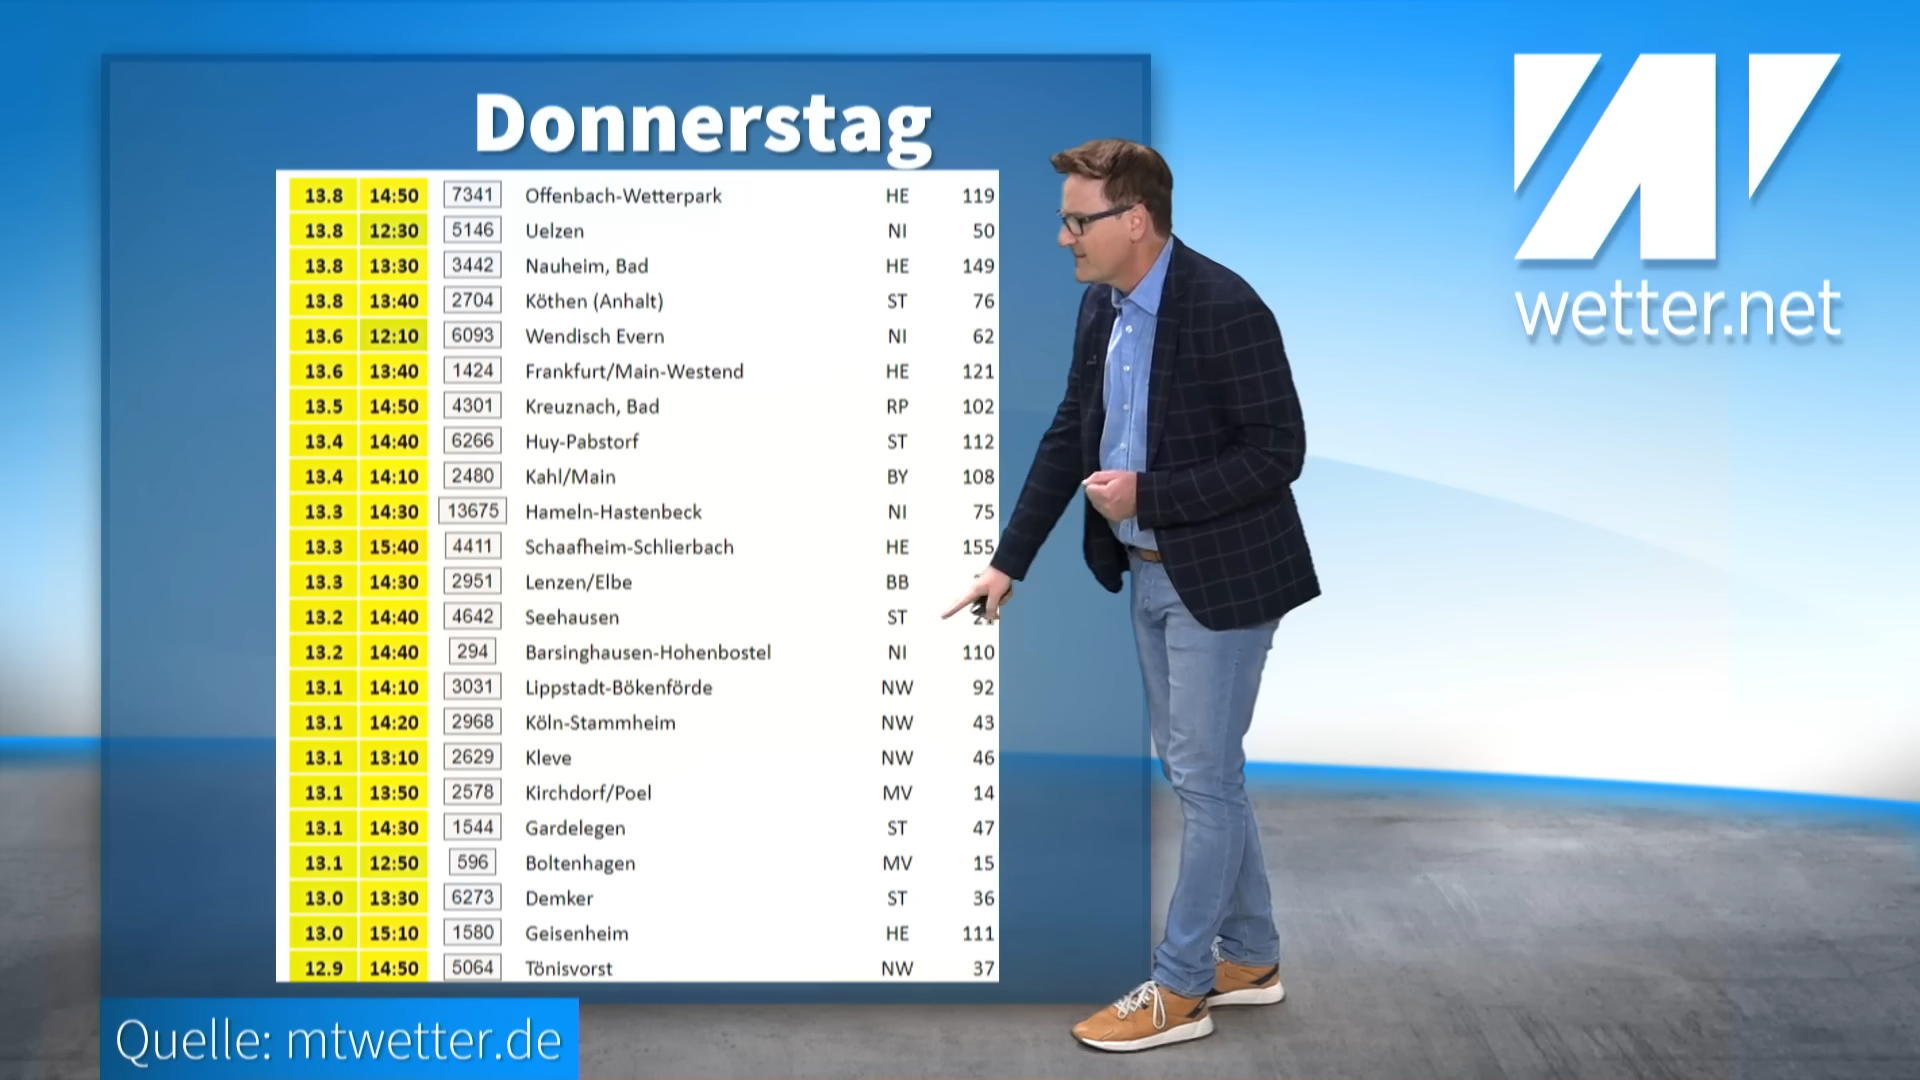 Donnerstag
13.8 14:50 7341 Offenbach-Wetterpark HE 119
13.8 12:30 5146 Uelzen NI 50
13.8 13:30 3442 Nauheim, Bad HE 149
13.8 13:40 2704 Köthen (Anhalt) ST 76
13.6 12:10 6093 Wendisch Evern NI 62
13.6 13:40 1424 Frankfurt/Main-Westend HE 121
13.5 14:50 4301 Kreuznach, Bad RP 102
13.4 14:40 6266 Huy-Pabstorf ST 112
13.4 14:10 2480 Kahl/Main BY 108
13.3 14:30 13675 Hameln-Hastenbeck NI 75
13.3 15:40 4411 Schaafheim-Schlierbach HE 155
13.3 14:30 2951 Lenzen/Elbe BB
13.2 14:40 4642 Seehausen ST
13.2 14:40 294 Barsinghausen-Hohenbostel NI 110
13.1 14:10 3031 Lippstadt-Bökenförde NW 92
13.1 14:20 2968 Köln-Stammheim NW 43
13.1 13:10 2629 Kleve NW 46
13.1 13:50 2578 Kirchdorf/Poel MV 14
13.1 14:30 1544 Gardelegen ST 47
13.1 12:50 596 Boltenhagen MV 15
13.0 13:30 6273 Demker ST 36
13.0 15:10 1580 Geisenheim HE 111
12.9 14:50 5064 Tönisvorst NW 37
Quelle: mtwetter.de
wetter.net